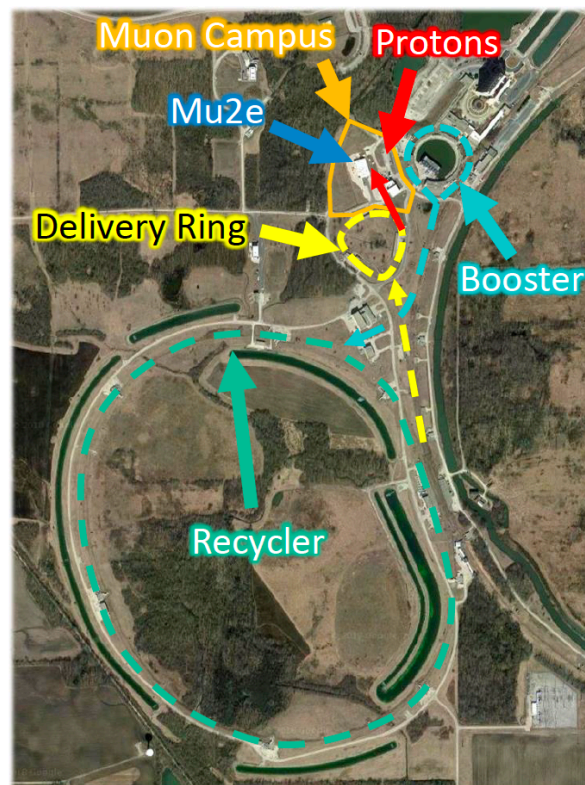 Muon Campus
Protons
Mu2e
Delivery Ring
Booster
Recycler